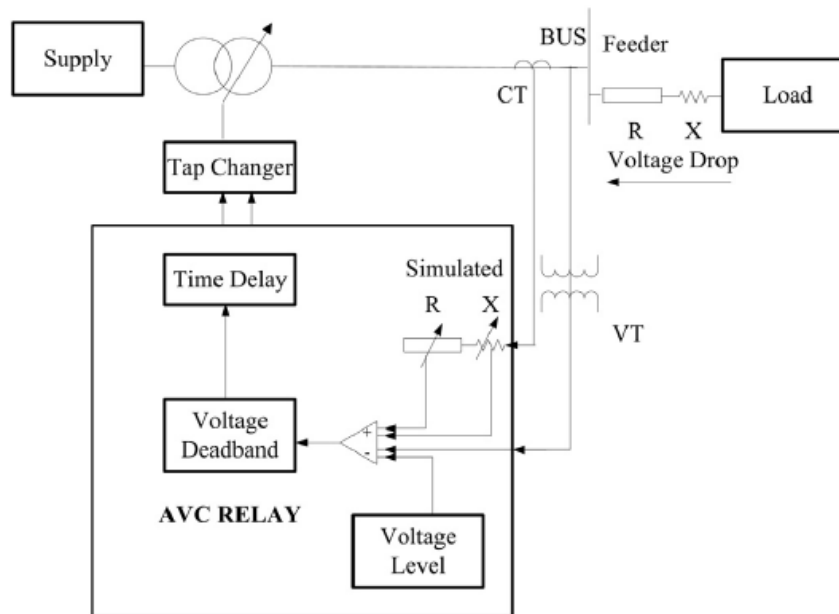 Supply
BUS
Feeder
Load
CT
R X
Voltage Drop
Tap Changer
Time Delay
Simulated
R X
VT
Voltage
Deadband
+
-
AVC RELAY
Voltage
Level